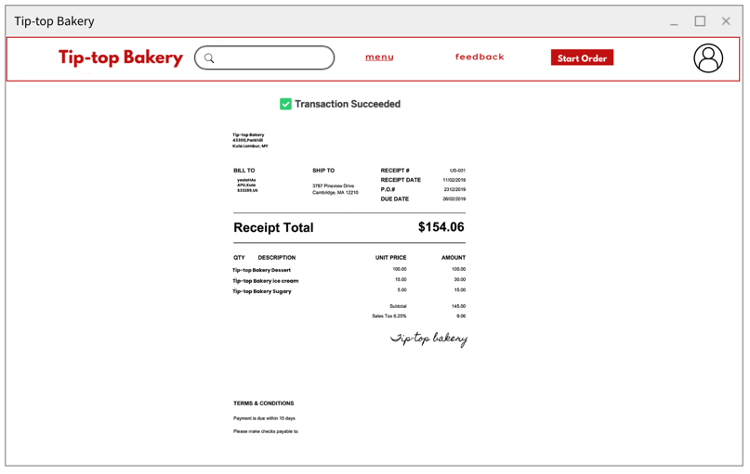 Tip-top Bakery
Tip-top Bakery menu feedback Start Order
Transaction Succeeded
Tip-top Bakery
43300,Parkhill
Kula Lambur, MY
BILL TO SHIP TO RECEIPT # US-001
RECEIPT DATE 11/02/2019
P.O.# 2312/2019
DUE DATE 26/02/2019
3787 Pineview Drive
Cambridge, MA 12210
Receipt Total $154.06
QTY DESCRIPTION UNIT PRICE AMOUNT
Tip-top Bakery Dessert 100.00 100.00
Tip-top Bakery Ice cream 10.00 30.00
Tip-top Bakery Sugary 5.00 15.00
Subtotal 145.00
Sales Tax 6.20% 9.06
Tip-top bakery
TERMS & CONDITIONS
Payment is due within 15 days
Please make checks payable to: